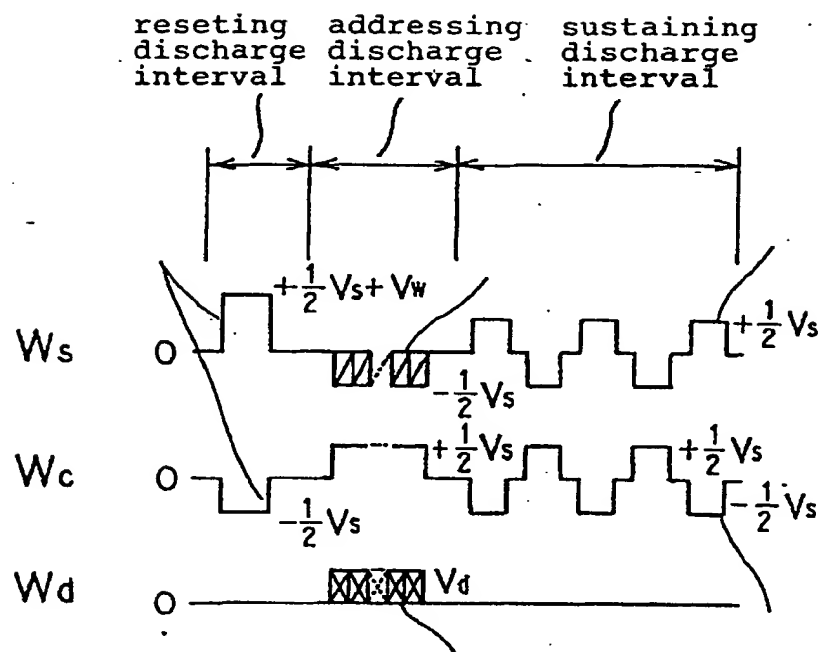 reseting discharge interval
addressing discharge interval
sustaining discharge interval
Ws 0 +1/2 Vs + Vw
-1/2 Vs
+1/2 Vs
Wc 0
-1/2 Vs
+1/2 Vs
+1/2 Vs
-1/2 Vs
Wd 0 Vd